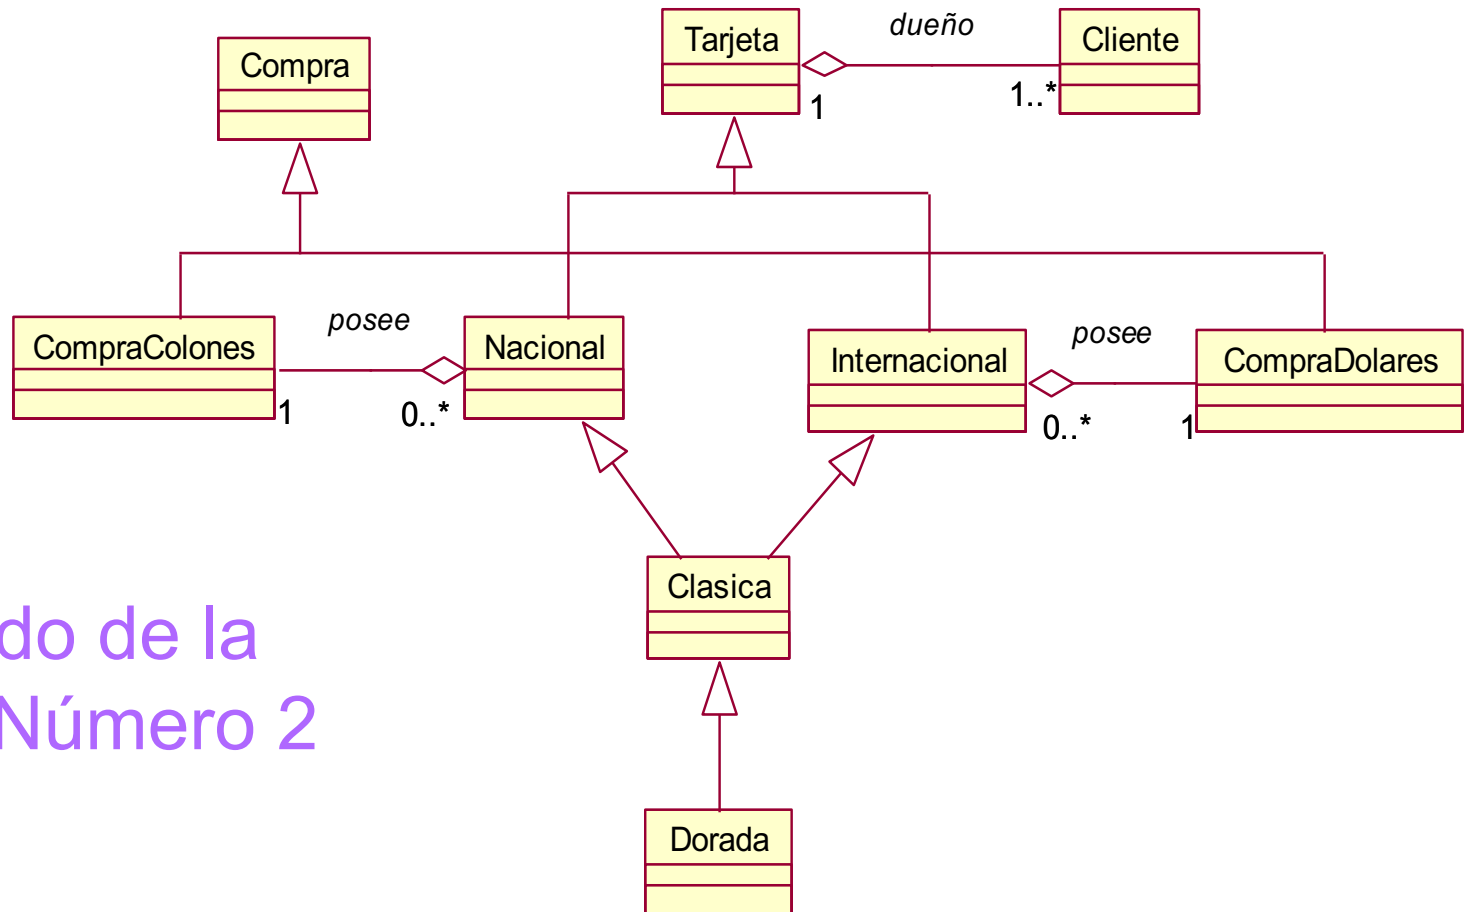 dueño
Tarjeta
Cliente
Compra
1
1..*
posee
posee
CompraColones
Nacional
Internacional
CompraDolares
1
0..*
0..*
1
Clasica
do de la
Número 2
Dorada